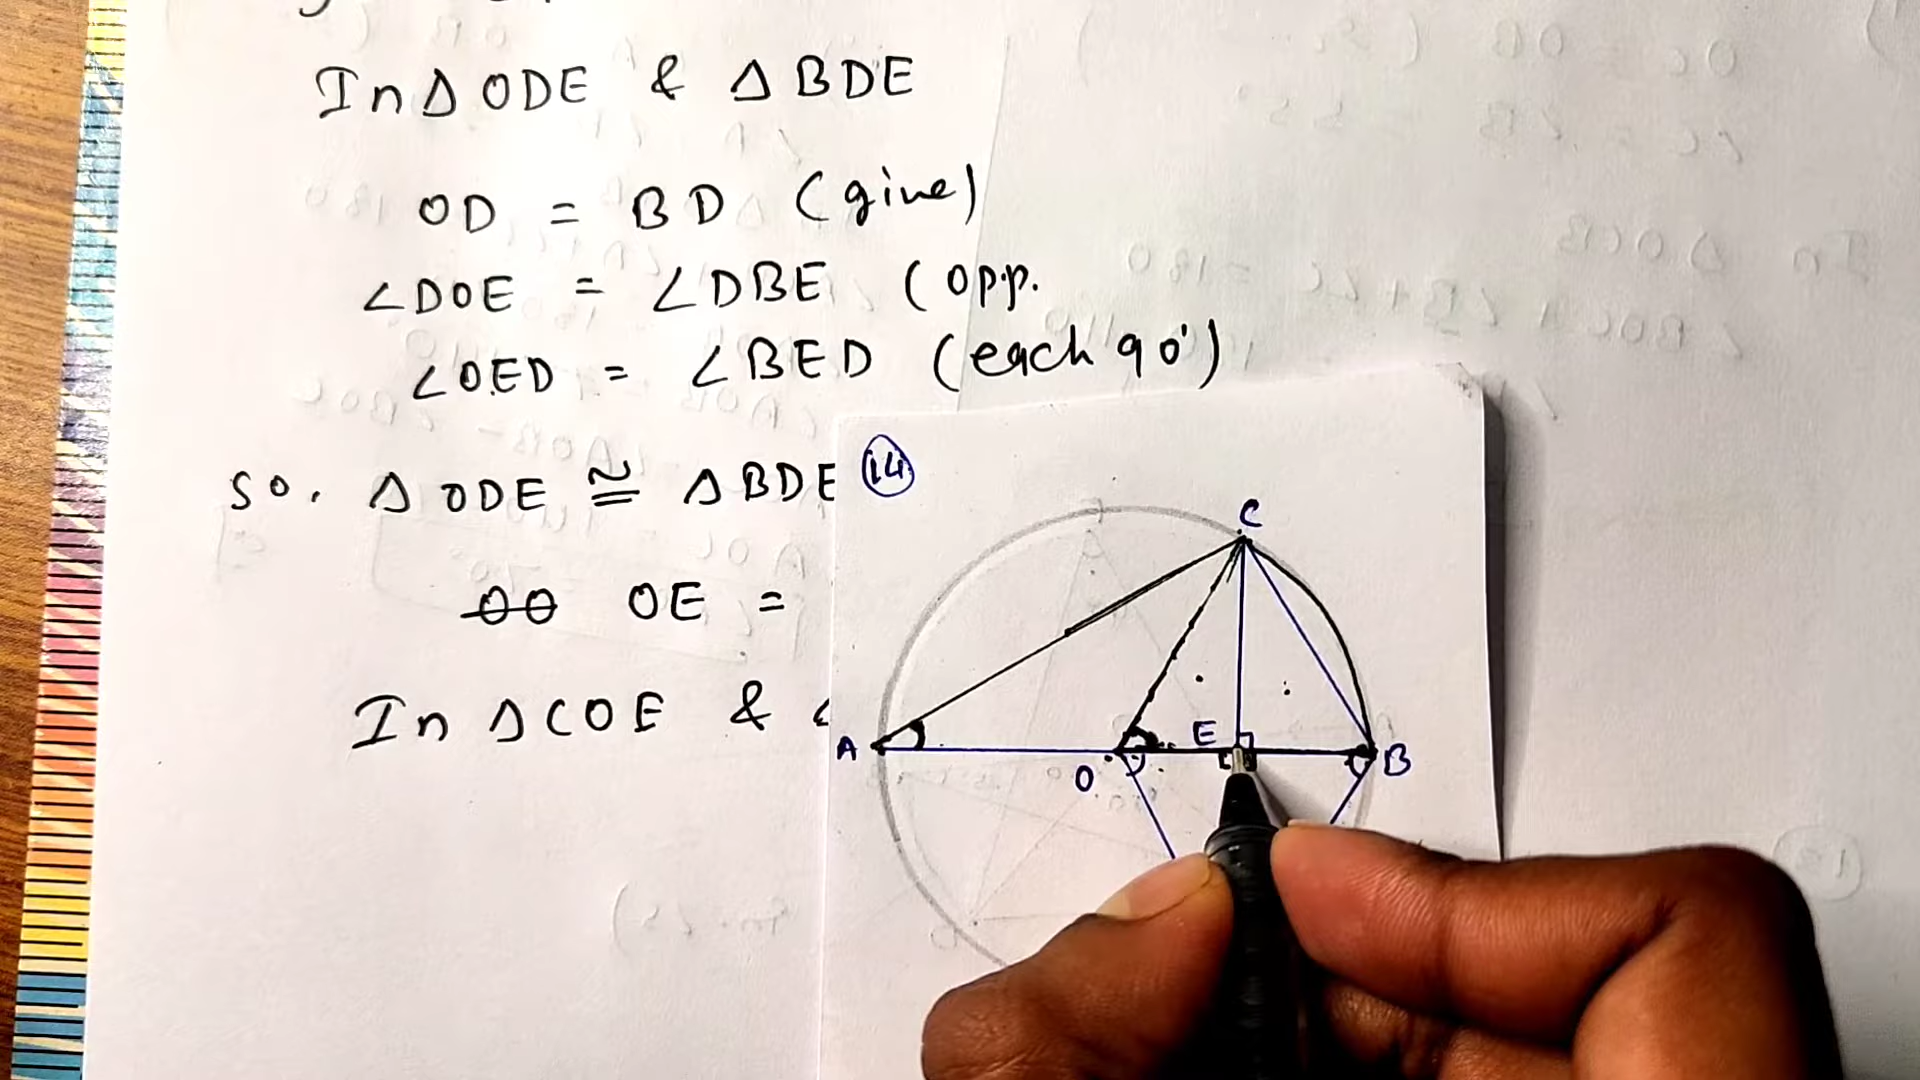 In Δ ODE & Δ BDE
OD = BD (give)
∠DOE = ∠DBE (opp.
∠OED = ∠BED (each 90°)
So. Δ ODE ≅ Δ BDE
OE =
In Δ COE &
14
C
A
E
O
B